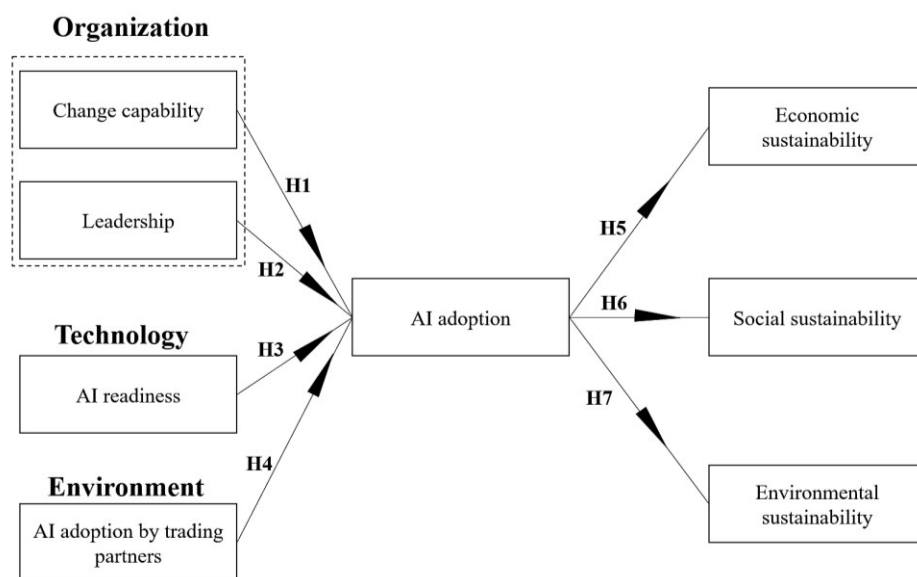 Organization
Change capability
Leadership
Technology
AI readiness
Environment
AI adoption by trading
partners
H1
H2
H3
H4
AI adoption
H5
H6
H7
Economic
sustainability
Social sustainability
Environmental
sustainability